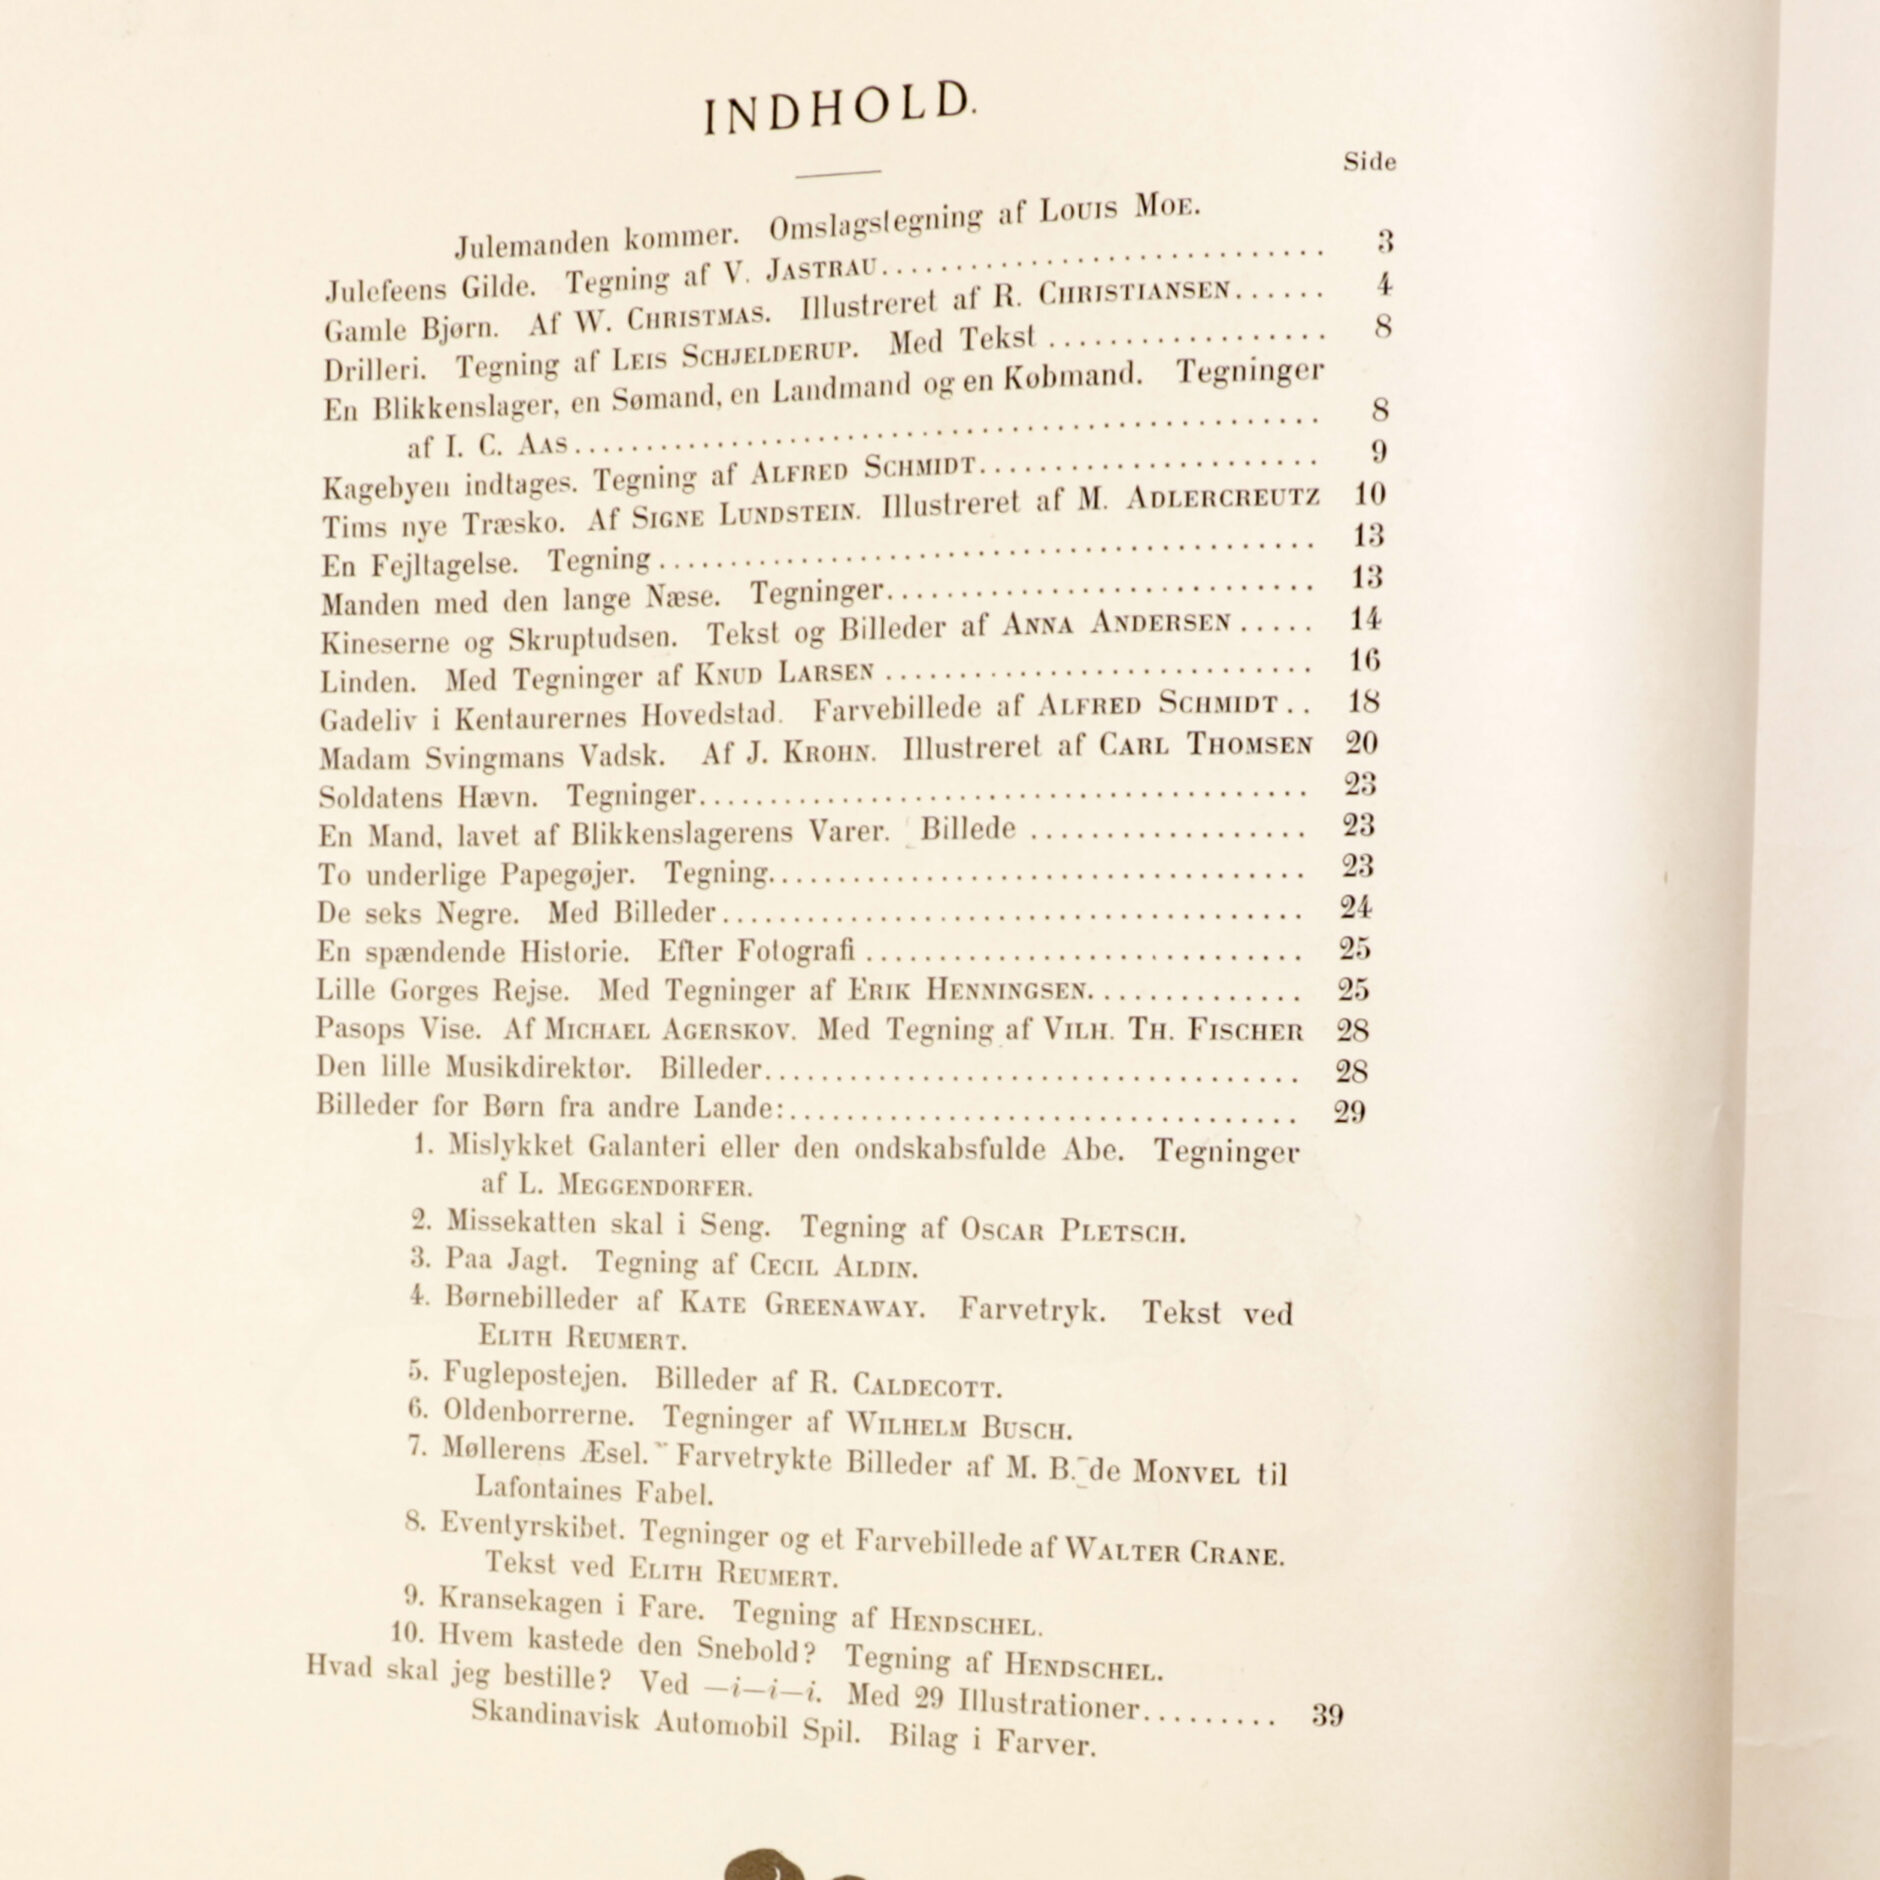 INDHOLD.
Side
Julemanden kommer. Omslagstegning af LOUIS MOE.
Julefeens Gilde. Tegning af V. JASTRAU.............................. 3
Gamle Bjørn. Af W. CHRISTMAS. Illustreret af R. CHRISTIANSEN...... 4
Drilleri. Tegning af LEIS SCHJELDERUP. Med Tekst ................... 8
En Blikkenslager, en Sømand, en Landmand og en Købmand. Tegninger
af I. C. AAS.................................................... 8
Kagebyen indtages. Tegning af ALFRED SCHMIDT....................... 9
Tims nye Træsko. Af SIGNE LUNDSTEIN. Illustreret af M. ADLERCREUTZ 10
En Fejltagelse. Tegning.............................................. 13
Manden med den lange Næse. Tegninger.............................. 13
Kineserne og Skruptudsen. Tekst og Billeder af ANNA ANDERSEN..... 14
Linden. Med Tegninger af KNUD LARSEN.............................. 16
Gadeliv i Kentaurernes Hovedstad. Farvebillede af ALFRED SCHMIDT.. 18
Madam Svingmans Vadsk. Af J. KROHN. Illustreret af CARL THOMSEN 20
Soldatens Hævn. Tegninger........................................... 23
En Mand, lavet af Blikkenslagerens Varer. Billede ................... 23
To underlige Papegøjer. Tegning..................................... 23
De seks Negre. Med Billeder......................................... 24
En spændende Historie. Efter Fotografi............................... 25
Lille Gorges Rejse. Med Tegninger af ERIK HENNINGSEN............... 25
Pasops Vise. Af MICHAEL AGERSKOV. Med Tegning af VILH. TH. FISCHER 28
Den lille Musikdirektør. Billeder...................................... 28
Billeder for Børn fra andre Lande:.................................... 29
1. Mislykket Galanteri eller den ondskabsfulde Abe. Tegninger
af L. MEGGENDORFER.
2. Missekatten skal i Seng. Tegning af OSCAR PLETSCH.
3. Paa Jagt. Tegning af CECIL ALDIN.
4. Børnebilleder af KATE GREENAWAY. Farvetryk. Tekst ved
ELITH REUMERT.
5. Fuglepostejen. Billeder af R. CALDECOTT.
6. Oldenborrerne. Tegninger af WILHELM BUSCH.
7. Møllerens Æsel. Farvetrykte Billeder af M. B. de MONVEL til
Lafontaines Fabel.
8. Eventyrskibet. Tegninger og et Farvebillede af WALTER CRANE.
Tekst ved ELITH REUMERT.
9. Kransekagen i Fare. Tegning af HENDSCHEL.
10. Hvem kastede den Snebold? Tegning af HENDSCHEL.
Hvad skal jeg bestille? Ved —i—i—i. Med 29 Illustrationer.......... 39
Skandinavisk Automobil Spil. Bilag i Farver.